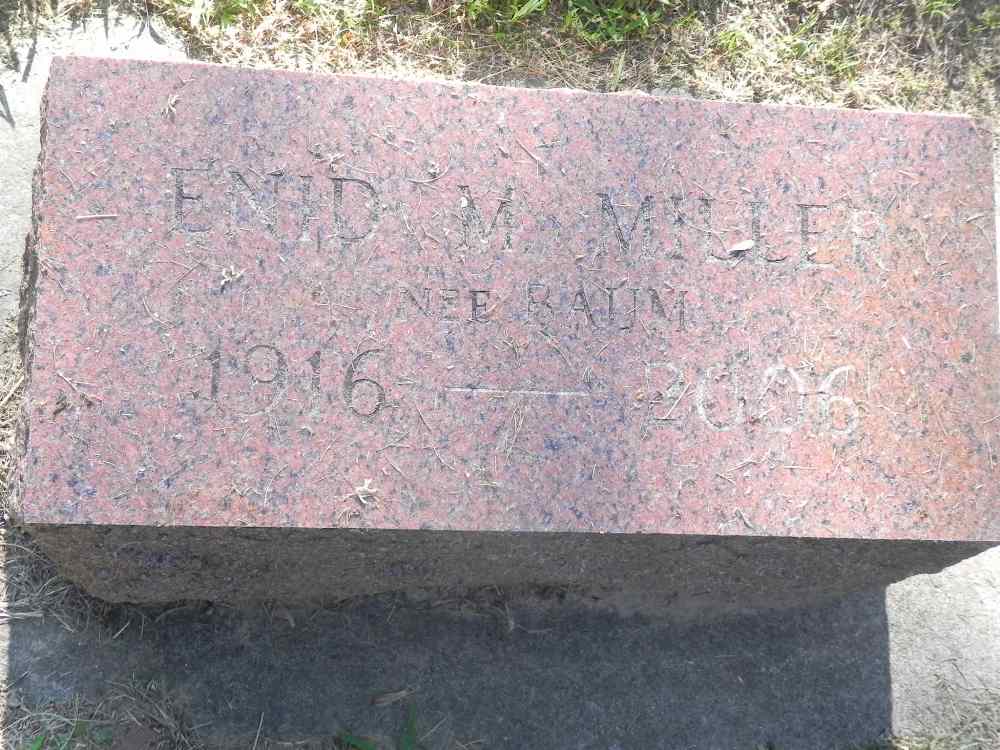 ENID M MILLER
NEE BAUM
1916 — 2006